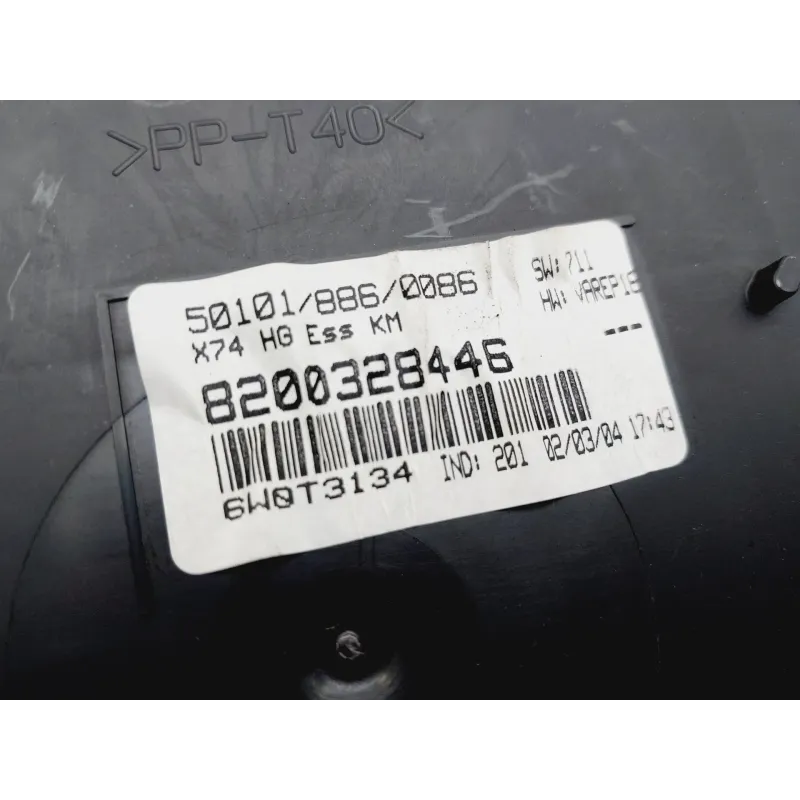 >PP-T40<
50101/886/0086
SW: 711
X74 HG Ess KM
HW: VAREP16
---
8200328446
6W0T3134
IND: 201 02/03/04 17:43